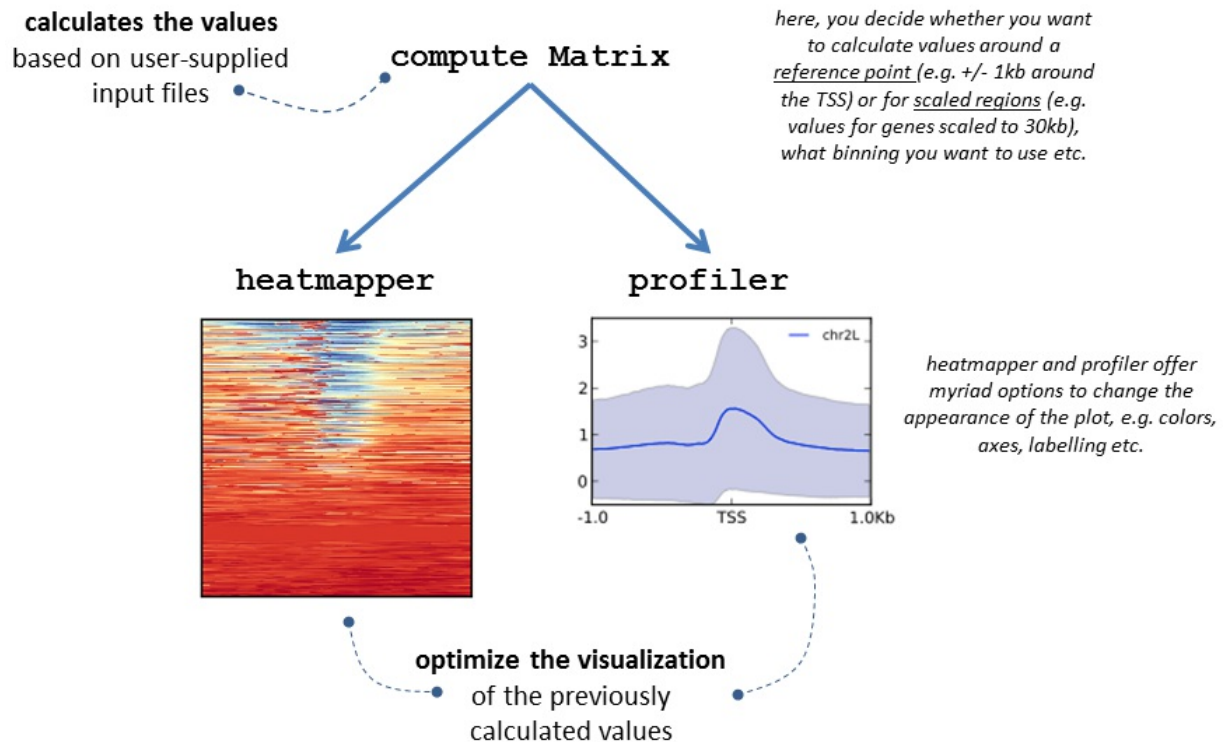 calculates the values
based on user-supplied
input files
compute Matrix
here, you decide whether you want
to calculate values around a
reference point (e.g. +/- 1kb around
the TSS) or for scaled regions (e.g.
values for genes scaled to 30kb),
what binning you want to use etc.
heatmapper
profiler
chr2L
3
2
1
0
-1.0 TSS 1.0Kb
heatmapper and profiler offer
myriad options to change the
appearance of the plot, e.g. colors,
axes, labelling etc.
optimize the visualization
of the previously
calculated values